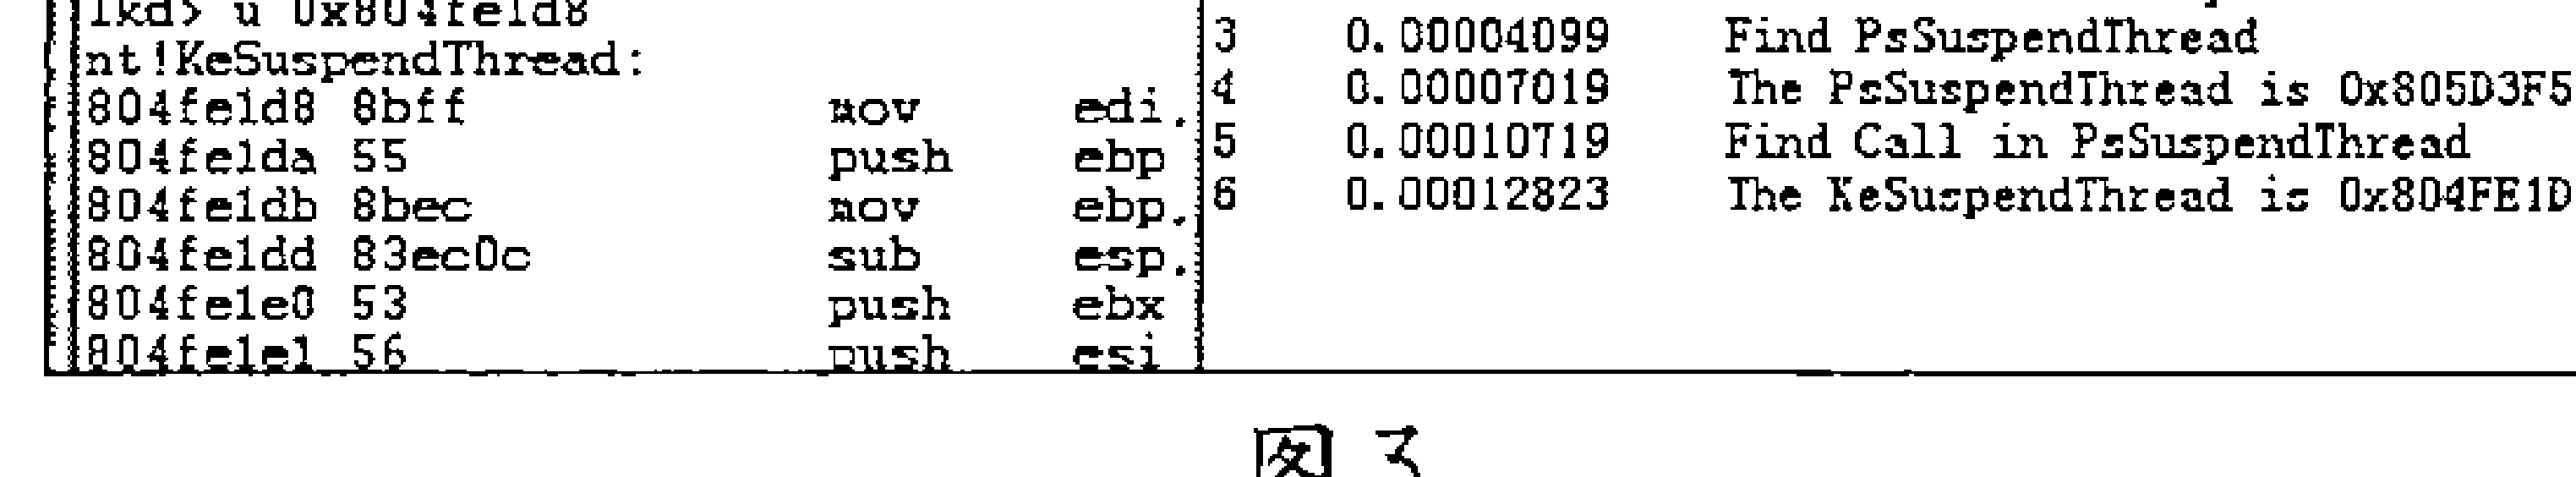 lkd> u 0x804fe1d8
nt!KeSuspendThread:
804fe1d8 8bff mov edi,
804fe1da 55 push ebp
804fe1db 8bec mov ebp,
804fe1dd 83ec0c sub esp,
804fe1e0 53 push ebx
804fe1e1 56 push esi
3 0.00004099 Find PsSuspendThread
4 0.00007019 The PsSuspendThread is 0x805D3F5
5 0.00010719 Find Call in PsSuspendThread
6 0.00012823 The KeSuspendThread is 0x804FE1D
图 3